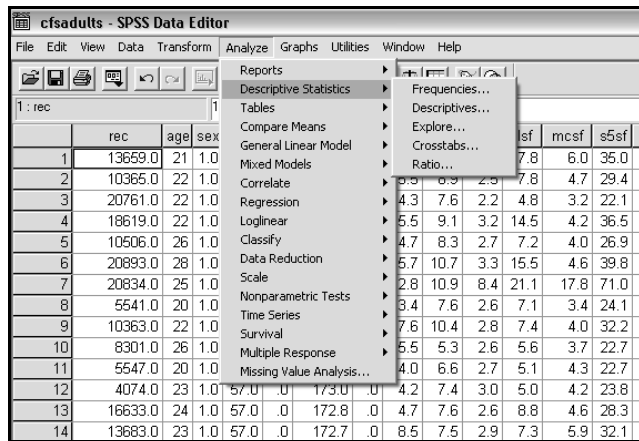 cfsadults - SPSS Data Editor
File Edit View Data Transform Analyze Graphs Utilities Window Help
1 : rec 1
Reports
Descriptive Statistics
Tables
Compare Means
General Linear Model
Mixed Models
Correlate
Regression
Loglinear
Classify
Data Reduction
Scale
Nonparametric Tests
Time Series
Survival
Multiple Response
Missing Value Analysis...
Frequencies...
Descriptives...
Explore...
Crosstabs...
Ratio...
rec age sex lsf mcsf s5sf
1 13659.0 21 1.0 7.8 6.0 35.0
2 10365.0 22 1.0 5.5 6.9 2.5 7.8 4.7 29.4
3 20761.0 22 1.0 4.3 7.6 2.2 4.8 3.2 22.1
4 18619.0 22 1.0 5.5 9.1 3.2 14.5 4.2 36.5
5 10506.0 26 1.0 4.7 8.3 2.7 7.2 4.0 26.9
6 20893.0 28 1.0 5.7 10.7 3.3 15.5 4.6 39.8
7 20834.0 25 1.0 2.8 10.9 8.4 21.1 17.8 71.0
8 5541.0 20 1.0 3.4 7.6 2.6 7.1 3.4 24.1
9 10363.0 22 1.0 7.6 10.4 2.8 7.4 4.0 32.2
10 8301.0 26 1.0 5.5 5.3 2.6 5.6 3.7 22.7
11 5547.0 20 1.0 4.0 6.6 2.7 5.1 4.3 22.7
12 4074.0 23 1.0 57.0 .0 173.0 .0 4.2 7.4 3.0 5.0 4.2 23.8
13 16633.0 24 1.0 57.0 .0 172.8 .0 4.7 7.6 2.6 8.8 4.6 28.3
14 13683.0 23 1.0 57.0 .0 172.7 .0 8.5 7.5 2.9 7.3 5.9 32.1